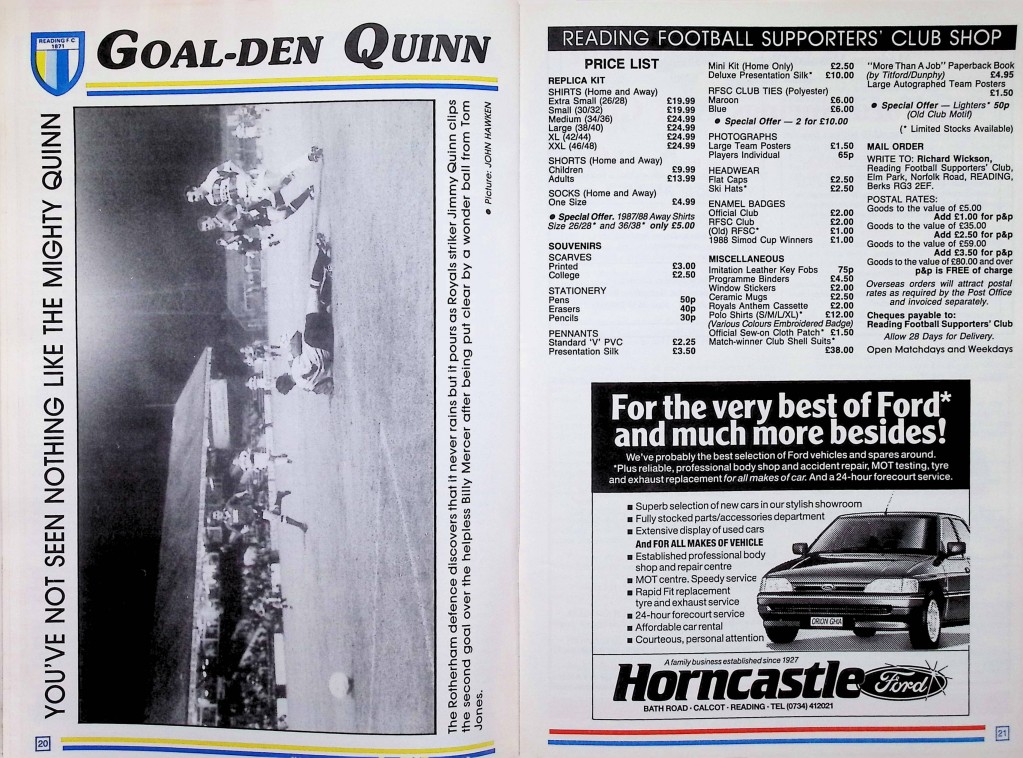 READING F.C.
1871
GOAL-DEN QUINN
YOU'VE NOT SEEN NOTHING LIKE THE MIGHTY QUINN
The Rotherham defence discovers that it never rains but it pours as Royals striker Jimmy Quinn clips
the second goal over the helpless Billy Mercer after being put clear by a wonder ball from Tom
Jones.
● Picture: JOHN HAWKEN
20
READING FOOTBALL SUPPORTERS' CLUB SHOP
PRICE LIST
REPLICA KIT
SHIRTS (Home and Away)
Extra Small (26/28) £19.99
Small (30/32) £19.99
Medium (34/36) £24.99
Large (38/40) £24.99
XL (42/44) £24.99
XXL (46/48) £24.99
SHORTS (Home and Away)
Children £9.99
Adults £13.99
SOCKS (Home and Away)
One Size £4.99
● Special Offer. 1987/88 Away Shirts
Size 26/28* and 36/38* only £5.00
SOUVENIRS
SCARVES
Printed £3.00
College £2.50
STATIONERY
Pens 50p
Erasers 40p
Pencils 30p
PENNANTS
Standard 'V' PVC £2.25
Presentation Silk £3.50
Mini Kit (Home Only) £2.50
Deluxe Presentation Silk* £10.00
RFSC CLUB TIES (Polyester)
Maroon £6.00
Blue £6.00
● Special Offer — 2 for £10.00
PHOTOGRAPHS
Large Team Posters £1.50
Players Individual 65p
HEADWEAR
Flat Caps £2.50
Ski Hats* £2.50
ENAMEL BADGES
Official Club £2.00
RFSC Club £2.00
(Old) RFSC* £1.00
1988 Simod Cup Winners £1.00
MISCELLANEOUS
Imitation Leather Key Fobs 75p
Programme Binders £4.50
Window Stickers £2.00
Ceramic Mugs £2.50
Royals Anthem Cassette £2.00
Polo Shirts (S/M/L/XL)* £12.00
(Various Colours Embroidered Badge)
Official Sew-on Cloth Patch* £1.50
Match-winner Club Shell Suits*
£38.00
"More Than A Job" Paperback Book
(by Titford/Dunphy) £4.95
Large Autographed Team Posters
£1.50
● Special Offer — Lighters* 50p
(Old Club Motif)
(* Limited Stocks Available)
MAIL ORDER
WRITE TO: Richard Wickson,
Reading Football Supporters' Club,
Elm Park, Norfolk Road, READING,
Berks RG3 2EF.
POSTAL RATES:
Goods to the value of £5.00
Add £1.00 for p&p
Goods to the value of £35.00
Add £2.50 for p&p
Goods to the value of £59.00
Add £3.50 for p&p
Goods to the value of £80.00 and over
p&p is FREE of charge
Overseas orders will attract postal
rates as required by the Post Office
and invoiced separately.
Cheques payable to:
Reading Football Supporters' Club
Allow 28 Days for Delivery.
Open Matchdays and Weekdays
For the very best of Ford*
and much more besides!
We've probably the best selection of Ford vehicles and spares around.
*Plus reliable, professional body shop and accident repair, MOT testing, tyre
and exhaust replacement for all makes of car. And a 24-hour forecourt service.
■ Superb selection of new cars in our stylish showroom
■ Fully stocked parts/accessories department
■ Extensive display of used cars
And FOR ALL MAKES OF VEHICLE
■ Established professional body
shop and repair centre
■ MOT centre. Speedy service
■ Rapid Fit replacement
tyre and exhaust service
■ 24-hour forecourt service
■ Affordable car rental
■ Courteous, personal attention
ORION GHIA
A family business established since 1927
Horncastle Ford
BATH ROAD · CALCOT · READING · TEL (0734) 412021
21